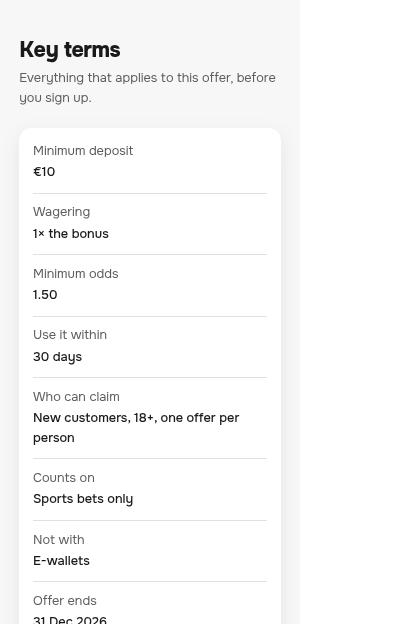 Key terms
Everything that applies to this offer, before
you sign up.
Minimum deposit
€10
Wagering
1× the bonus
Minimum odds
1.50
Use it within
30 days
Who can claim
New customers, 18+, one offer per
person
Counts on
Sports bets only
Not with
E-wallets
Offer ends
31 Dec 2026